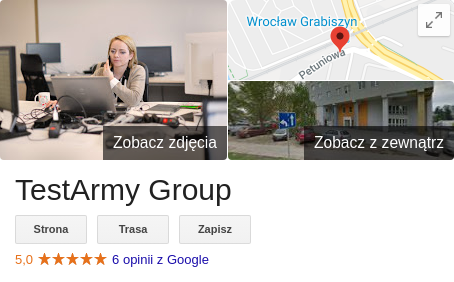 Wrocław Grabiszyn
Petuniowa
Zobacz zdjęcia
Zobacz z zewnątrz
TestArmy Group
Strona
Trasa
Zapisz
5,0
6 opinii z Google